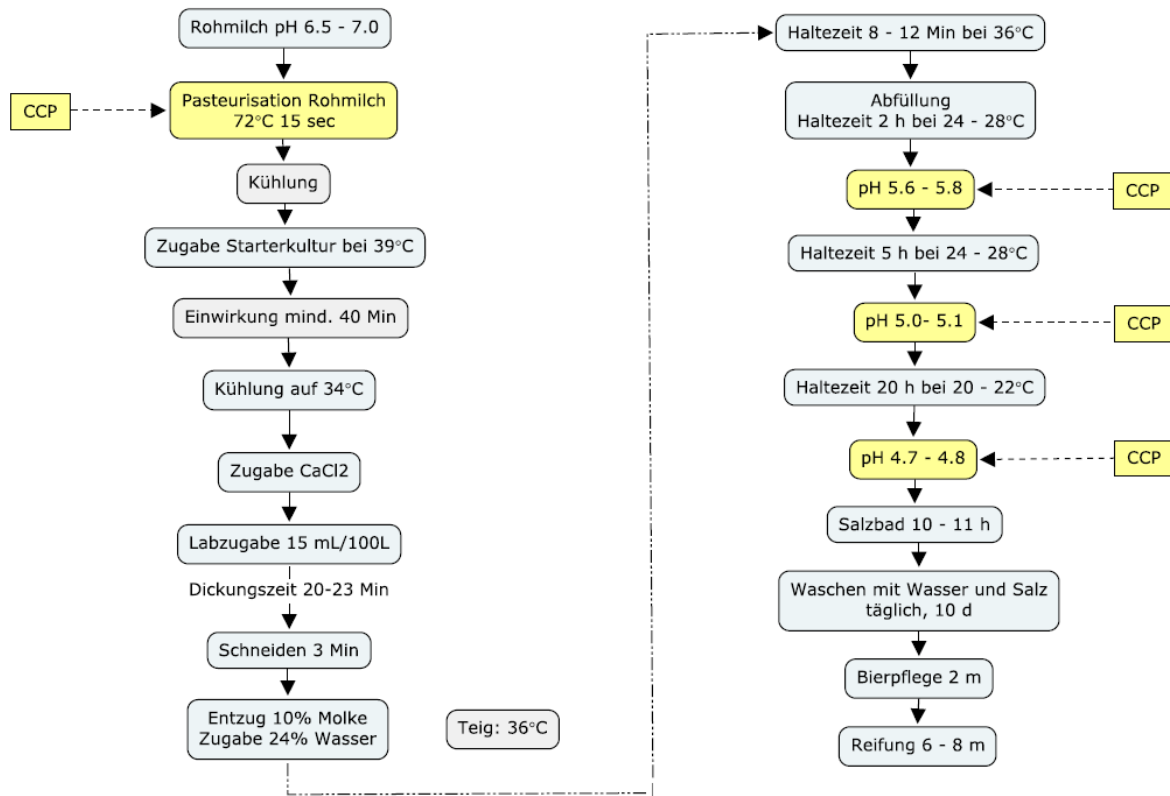 Rohmilch pH 6.5 - 7.0
CCP
Pasteurisation Rohmilch
72°C 15 sec
Kühlung
Zugabe Starterkultur bei 39°C
Einwirkung mind. 40 Min
Kühlung auf 34°C
Zugabe CaCl2
Labzugabe 15 mL/100L
Dickungszeit 20-23 Min
Schneiden 3 Min
Entzug 10% Molke
Zugabe 24% Wasser
Teig: 36°C
Haltezeit 8 - 12 Min bei 36°C
Abfüllung
Haltezeit 2 h bei 24 - 28°C
pH 5.6 - 5.8
CCP
Haltezeit 5 h bei 24 - 28°C
pH 5.0- 5.1
CCP
Haltezeit 20 h bei 20 - 22°C
pH 4.7 - 4.8
CCP
Salzbad 10 - 11 h
Waschen mit Wasser und Salz
täglich, 10 d
Bierpflege 2 m
Reifung 6 - 8 m